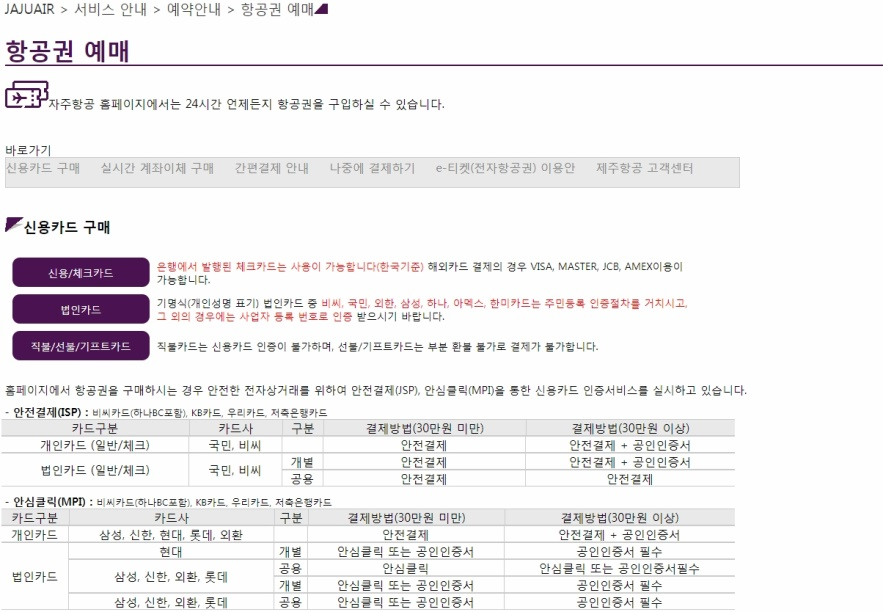 JAJUAIR > 서비스 안내 > 예약안내 > 항공권 예매
항공권 예매
자주항공 홈페이지에서는 24시간 언제든지 항공권을 구입하실 수 있습니다.
바로가기
신용카드 구매 실시간 계좌이체 구매 간편결제 안내 나중에 결제하기 e-티켓(전자항공권) 이용안 제주항공 고객센터
신용카드 구매
신용/체크카드 은행에서 발행된 체크카드는 사용이 가능합니다(한국기준) 해외카드 결제의 경우 VISA, MASTER, JCB, AMEX이용이
가능합니다.
법인카드 기명식(개인성명 표기) 법인카드 중 비씨, 국민, 외한, 삼성, 하나, 아멕스, 한미카드는 주민등록 인증절차를 거치시고,
그 외의 경우에는 사업자 등록 번호로 인증 받으시기 바랍니다.
직불/선불/기프트카드 직불카드는 신용카드 인증이 불가하며, 선불/기프트카드는 부분 환불 불가로 결제가 불가합니다.
홈페이지에서 항공권을 구매하시는 경우 안전한 전자상거래를 위하여 안전결제(JSP), 안심클릭(MPI)을 통한 신용카드 인증서비스를 실시하고 있습니다.
- 안전결제(ISP) : 비씨카드(하나BC포함), KB카드, 우리카드, 저축은행카드
카드구분 카드사 구분 결제방법(30만원 미만) 결제방법(30만원 이상)
개인카드 (일반/체크) 국민, 비씨 안전결제 안전결제 + 공인인증서
법인카드 (일반/체크) 국민, 비씨 개별 안전결제 안전결제 + 공인인증서
공용 안전결제 안전결제
- 안심클릭(MPI) : 비씨카드(하나BC포함), KB카드, 우리카드, 저축은행카드
카드구분 카드사 구분 결제방법(30만원 미만) 결제방법(30만원 이상)
개인카드 삼성, 신한, 현대, 롯데, 외환 안전결제 안전결제 + 공인인증서
법인카드 현대 개별 안심클릭 또는 공인인증서 공인인증서 필수
삼성, 신한, 외환, 롯데 공용 안심클릭 안심클릭 또는 공인인증서필수
개별 안심클릭 또는 공인인증서 공인인증서 필수
삼성, 신한, 외환, 롯데 공용 안심클릭 또는 공인인증서 공인인증서 필수